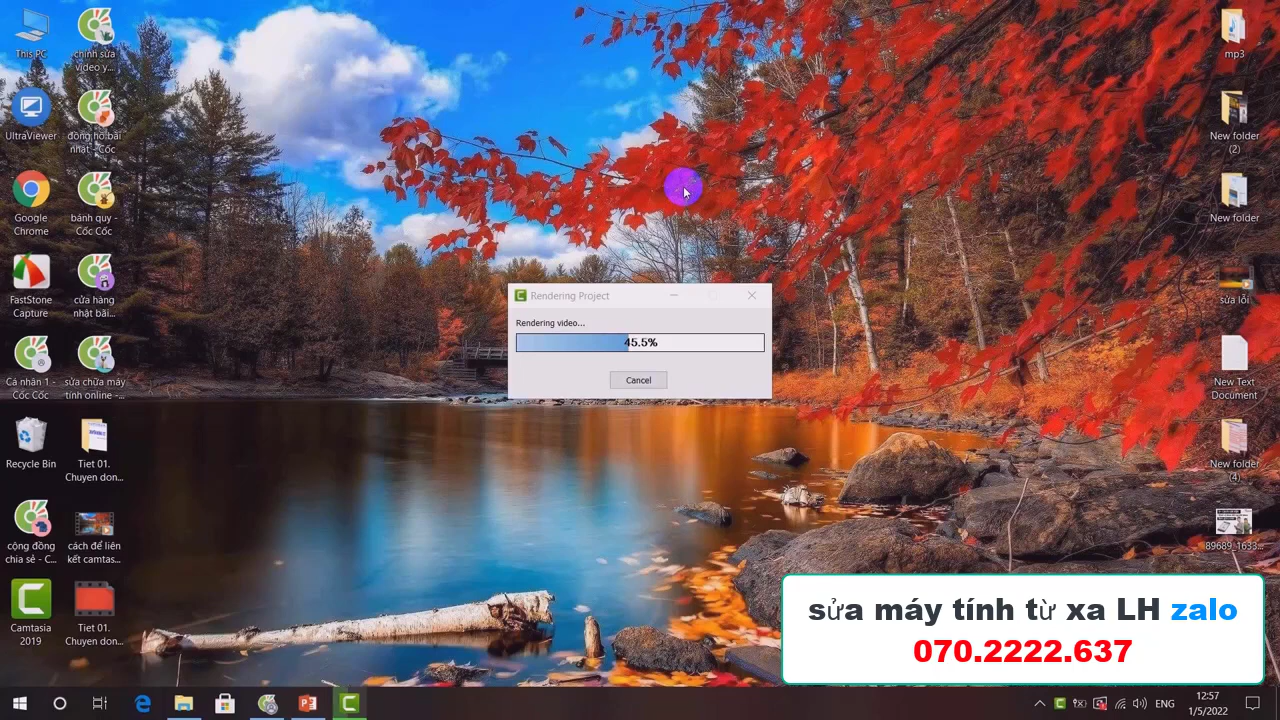 This PC
chỉnh sửa
video y...
UltraViewer
đồng hồ bãi
nhật - Cốc
Google
Chrome
bánh quy -
Cốc Cốc
FastStone
Capture
cửa hàng
nhật bãi...
Cá nhân 1 -
Cốc Cốc
sửa chữa máy
tính online -...
Recycle Bin
Tiet 01.
Chuyen don...
cộng đồng
chia sẻ - C...
cách để liên
kết camtas...
Camtasia
2019
Tiet 01.
Chuyen don...
mp3
New folder
(2)
New folder
sửa lỗi
New Text
Document
New folder
(4)
89689_1633...
Rendering Project
Rendering video...
45.5%
Cancel
sửa máy tính từ xa LH zalo
070.2222.637
ENG
12:57
1/5/2022